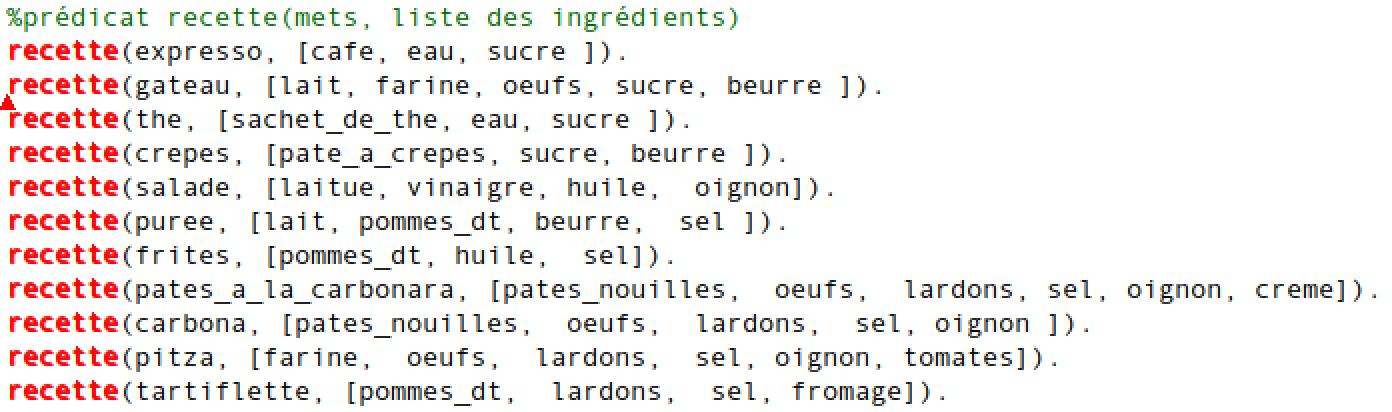 %prédicat recette(mets, liste des ingrédients)
recette(expresso, [cafe, eau, sucre ]).
recette(gateau, [lait, farine, oeufs, sucre, beurre ]).
recette(the, [sachet_de_the, eau, sucre ]).
recette(crepes, [pate_a_crepes, sucre, beurre ]).
recette(salade, [laitue, vinaigre, huile,  oignon]).
recette(puree, [lait, pommes_dt, beurre,  sel ]).
recette(frites, [pommes_dt, huile,  sel]).
recette(pates_a_la_carbonara, [pates_nouilles,  oeufs,  lardons, sel, oignon, creme]).
recette(carbona, [pates_nouilles,  oeufs,  lardons,  sel, oignon ]).
recette(pitza, [farine,  oeufs,  lardons,  sel, oignon, tomates]).
recette(tartiflette, [pommes_dt,  lardons,  sel, fromage]).